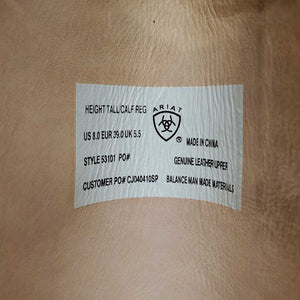 HEIGHT TALL/CALF REG
ARIAT
US 8.0 EUR 39.0 UK 5.5
® MADE IN CHINA
STYLE 53101 PO#
GENUINE LEATHER UPPER
CUSTOMER PO# CJ040410SP
BALANCE MAN MADE MATERIALS